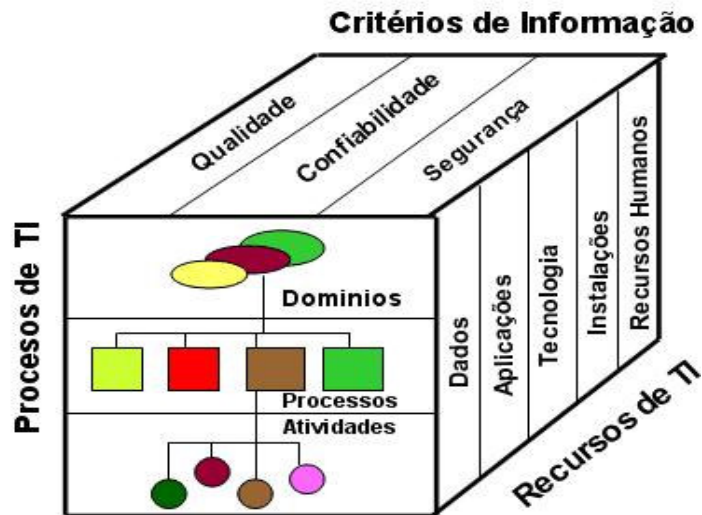 Critérios de Informação
Qualidade
Confiabilidade
Segurança
Procesos de TI
Dominios
Processos
Atividades
Dados
Aplicações
Tecnologia
Instalações
Recursos Humanos
Recursos de TI